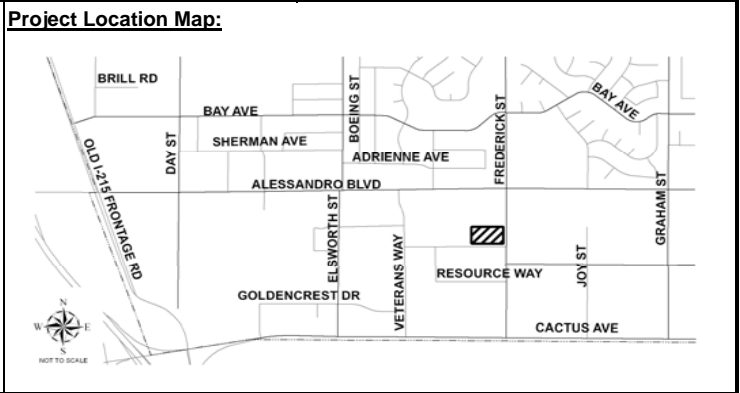 Project Location Map:
BRILL RD
BAY AVE
BOEING ST
BAY AVE
FREDERICK ST
DAY ST
SHERMAN AVE
ADRIENNE AVE
OLD I-215 FRONTAGE RD
ALESSANDRO BLVD
GRAHAM ST
ELSWORTH ST
VETERANS WAY
JOY ST
RESOURCE WAY
GOLDENCREST DR
CACTUS AVE
N
W E
S
NOT TO SCALE